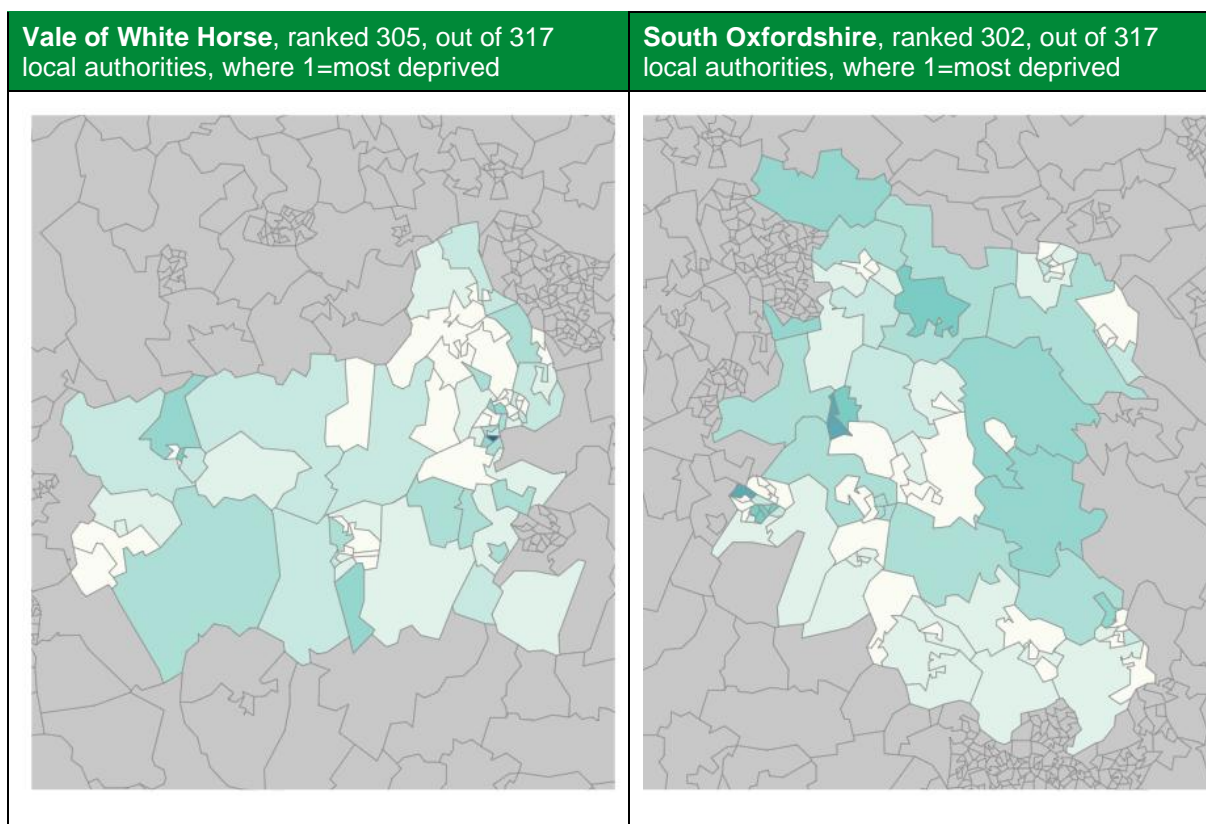 Vale of White Horse, ranked 305, out of 317
local authorities, where 1=most deprived
South Oxfordshire, ranked 302, out of 317
local authorities, where 1=most deprived